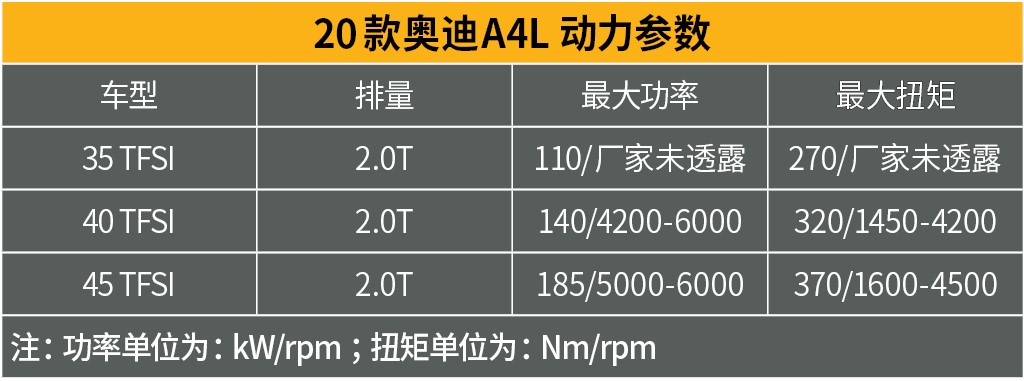 20款奥迪A4L 动力参数
车型 排量 最大功率 最大扭矩
35 TFSI 2.0T 110/厂家未透露 270/厂家未透露
40 TFSI 2.0T 140/4200-6000 320/1450-4200
45 TFSI 2.0T 185/5000-6000 370/1600-4500
注：功率单位为：kW/rpm；扭矩单位为：Nm/rpm